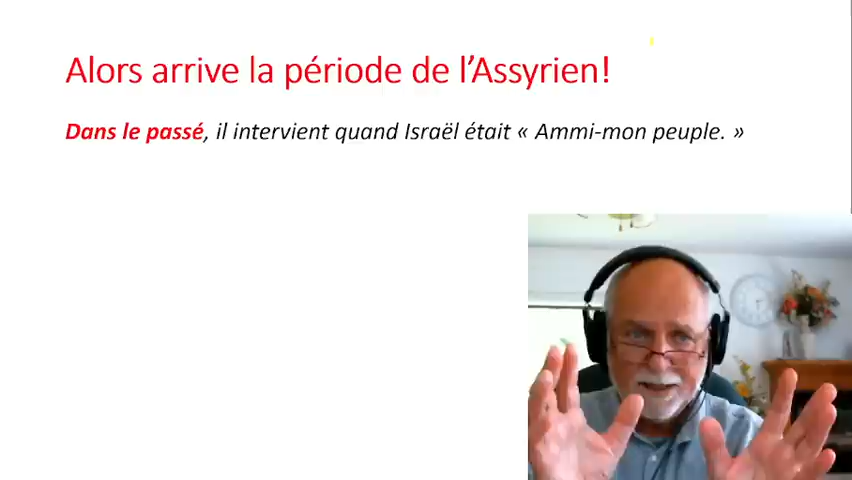 Alors arrive la période de l’Assyrien!
Dans le passé, il intervient quand Israël était « Ammi-mon peuple. »